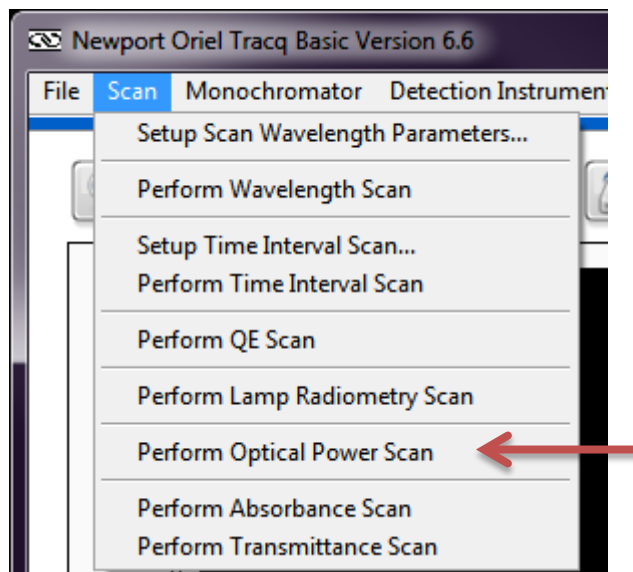 Newport Oriel Tracq Basic Version 6.6
File Scan Monochromator Detection Instrumen
Setup Scan Wavelength Parameters...
Perform Wavelength Scan
Setup Time Interval Scan...
Perform Time Interval Scan
Perform QE Scan
Perform Lamp Radiometry Scan
Perform Optical Power Scan
Perform Absorbance Scan
Perform Transmittance Scan